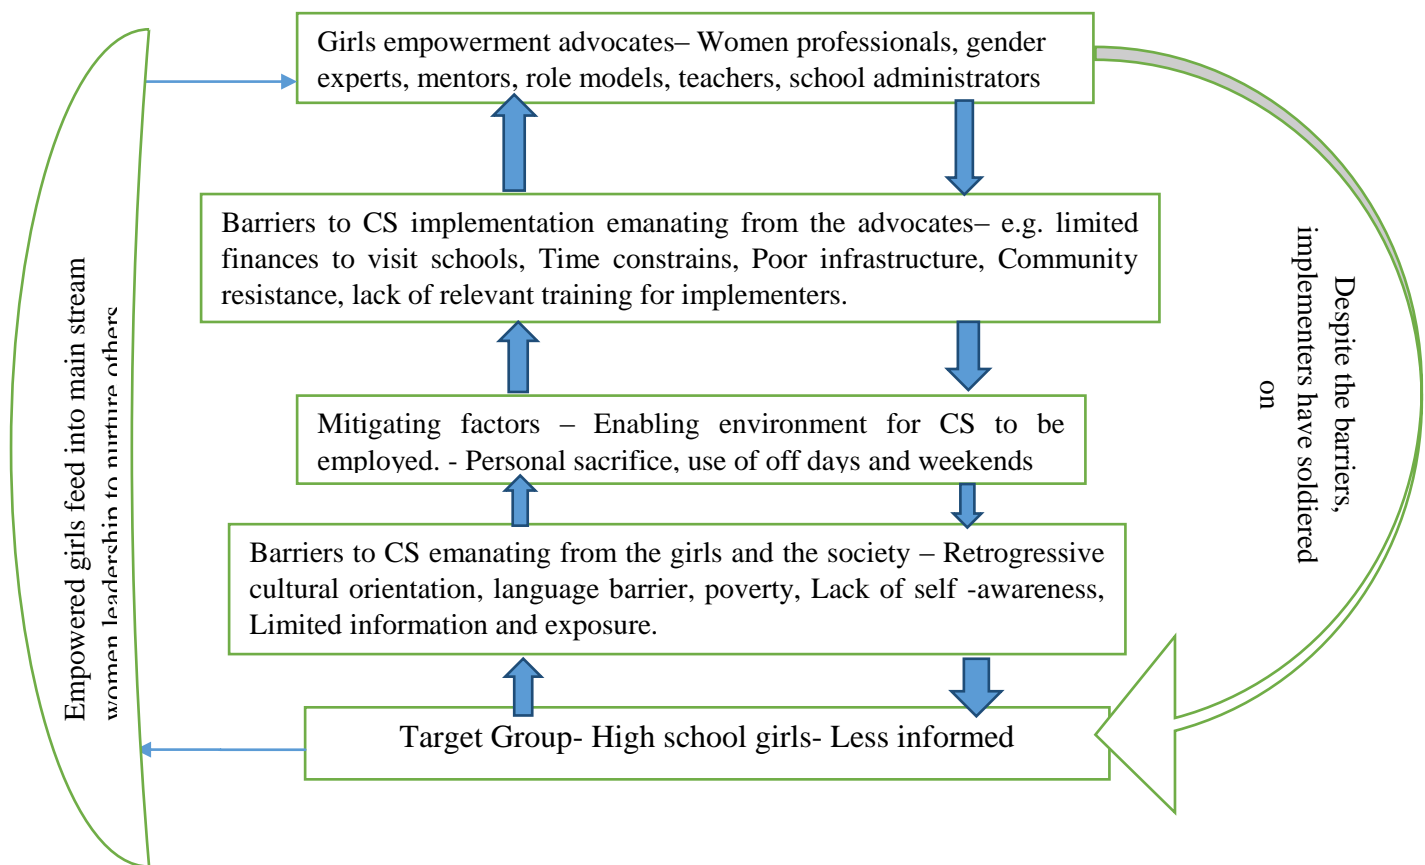 Girls empowerment advocates– Women professionals, gender
experts, mentors, role models, teachers, school administrators
Barriers to CS implementation emanating from the advocates– e.g. limited
finances to visit schools, Time constrains, Poor infrastructure, Community
resistance, lack of relevant training for implementers.
Mitigating factors – Enabling environment for CS to be
employed. - Personal sacrifice, use of off days and weekends
Barriers to CS emanating from the girls and the society – Retrogressive
cultural orientation, language barrier, poverty, Lack of self -awareness,
Limited information and exposure.
Target Group- High school girls- Less informed
Empowered girls feed into main stream
women leadership to nurture others
Despite the barriers,
implementers have soldiered
on